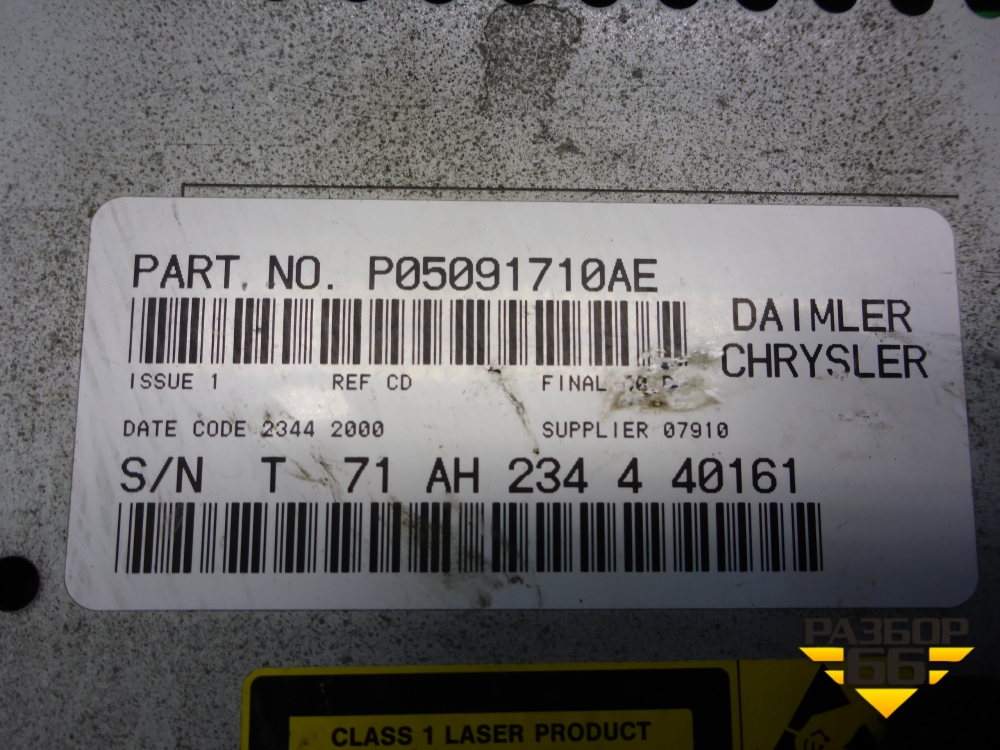 PART. NO. P05091710AE
DAIMLER
CHRYSLER
ISSUE 1 REF CD FINAL
DATE CODE 2344 2000 SUPPLIER 07910
S/N T 71 AH 234 4 40161
РАЗБОР
66
CLASS 1 LASER PRODUCT